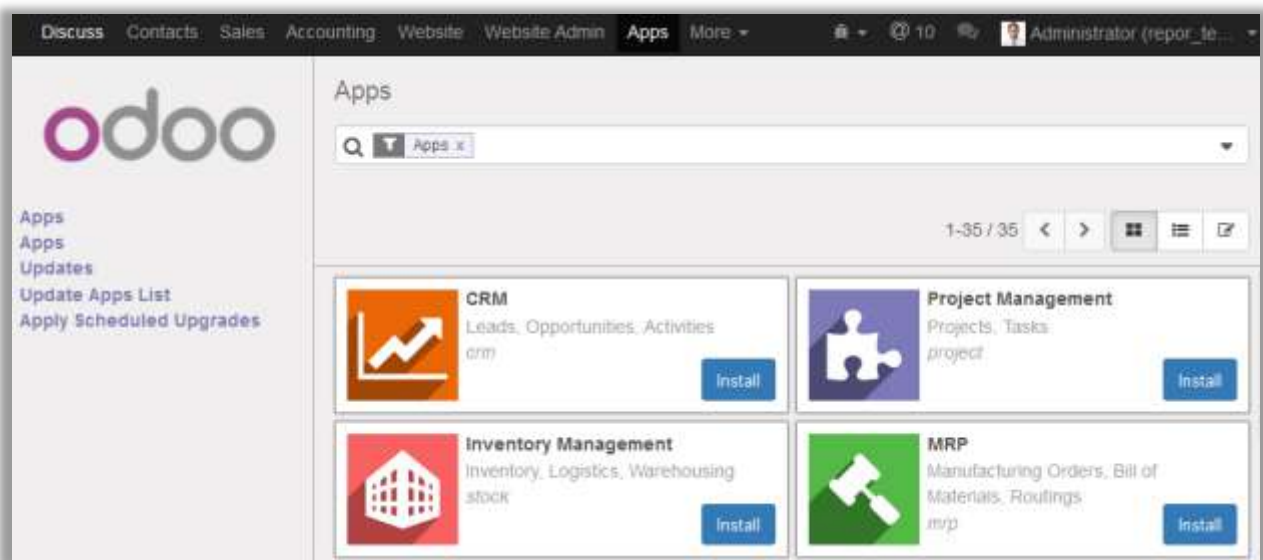 Discuss Contacts Sales Accounting Website Website Admin Apps More @ 10 Administrator (repor_te...
odoo
Apps
Apps x
Apps
Apps
Updates
Update Apps List
Apply Scheduled Upgrades
1-35 / 35
CRM
Leads, Opportunities, Activities
crm
Install
Project Management
Projects, Tasks
project
Install
Inventory Management
Inventory, Logistics, Warehousing
stock
Install
MRP
Manufacturing Orders, Bill of
Materials, Routings
mrp
Install